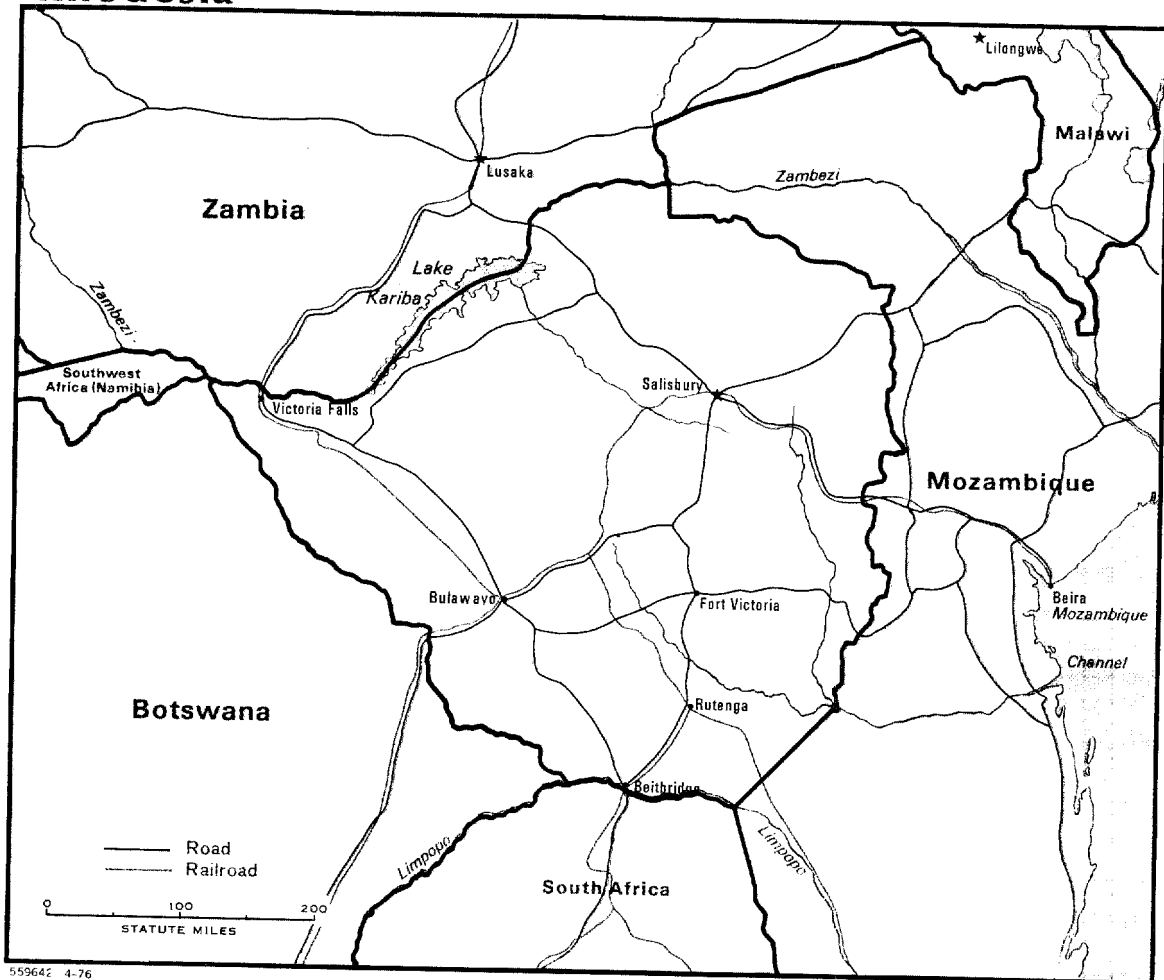 Lilongwe
Malawi
Lusaka
Zambezi
Zambia
Lake
Kariba
Zambezi
Southwest
Africa (Namibia)
Victoria Falls
Salisbury
Mozambique
Bulawayo
Fort Victoria
Beira
Mozambique
Channel
Botswana
Rutenga
Beitbridge
Limpopo
Limpopo
South Africa
Road
Railroad
0 100 200
STATUTE MILES
559642 4-76